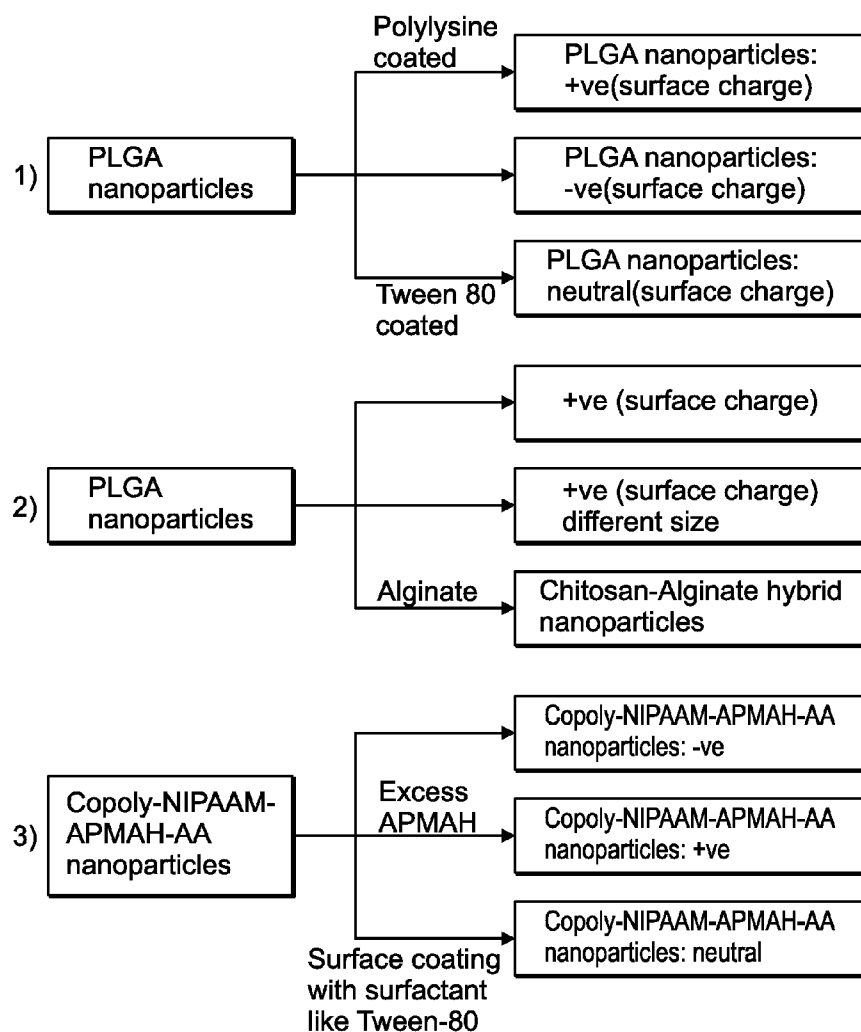 Polylysine
coated
PLGA nanoparticles:
+ve(surface charge)
1)
PLGA
nanoparticles
PLGA nanoparticles:
-ve(surface charge)
PLGA nanoparticles:
neutral(surface charge)
Tween 80
coated
+ve (surface charge)
2)
PLGA
nanoparticles
+ve (surface charge)
different size
Alginate
Chitosan-Alginate hybrid
nanoparticles
Copoly-NIPAAM-APMAH-AA
nanoparticles: -ve
3)
Copoly-NIPAAM-
APMAH-AA
nanoparticles
Excess
APMAH
Copoly-NIPAAM-APMAH-AA
nanoparticles: +ve
Copoly-NIPAAM-APMAH-AA
nanoparticles: neutral
Surface coating
with surfactant
like Tween-80